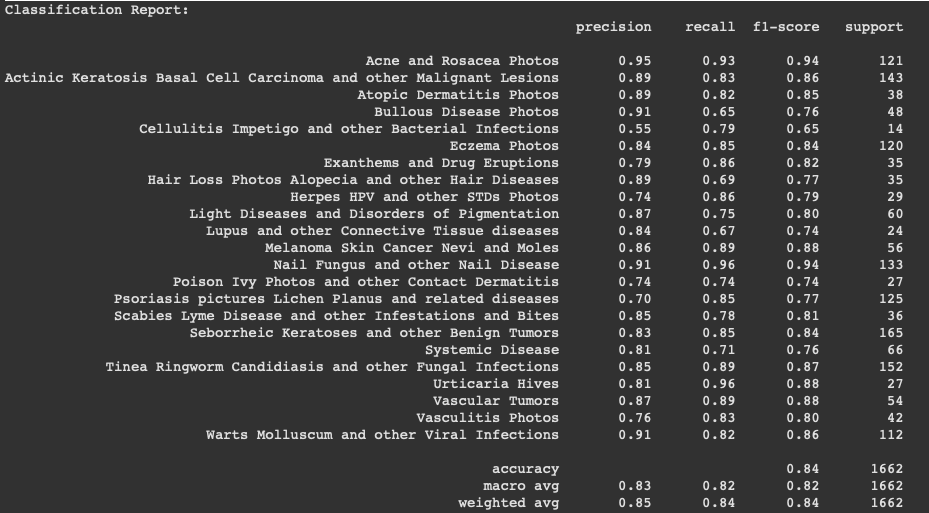 Classification Report:
precision recall f1-score support
Acne and Rosacea Photos 0.95 0.93 0.94 121
Actinic Keratosis Basal Cell Carcinoma and other Malignant Lesions 0.89 0.83 0.86 143
Atopic Dermatitis Photos 0.89 0.82 0.85 38
Bullous Disease Photos 0.91 0.65 0.76 48
Cellulitis Impetigo and other Bacterial Infections 0.55 0.79 0.65 14
Eczema Photos 0.84 0.85 0.84 120
Exanthems and Drug Eruptions 0.79 0.86 0.82 35
Hair Loss Photos Alopecia and other Hair Diseases 0.89 0.69 0.77 35
Herpes HPV and other STDs Photos 0.74 0.86 0.79 29
Light Diseases and Disorders of Pigmentation 0.87 0.75 0.80 60
Lupus and other Connective Tissue diseases 0.84 0.67 0.74 24
Melanoma Skin Cancer Nevi and Moles 0.86 0.89 0.88 56
Nail Fungus and other Nail Disease 0.91 0.96 0.94 133
Poison Ivy Photos and other Contact Dermatitis 0.74 0.74 0.74 27
Psoriasis pictures Lichen Planus and related diseases 0.70 0.85 0.77 125
Scabies Lyme Disease and other Infestations and Bites 0.85 0.78 0.81 36
Seborrheic Keratoses and other Benign Tumors 0.83 0.85 0.84 165
Systemic Disease 0.81 0.71 0.76 66
Tinea Ringworm Candidiasis and other Fungal Infections 0.85 0.89 0.87 152
Urticaria Hives 0.81 0.96 0.88 27
Vascular Tumors 0.87 0.89 0.88 54
Vasculitis Photos 0.76 0.83 0.80 42
Warts Molluscum and other Viral Infections 0.91 0.82 0.86 112
accuracy 0.84 1662
macro avg 0.83 0.82 0.82 1662
weighted avg 0.85 0.84 0.84 1662